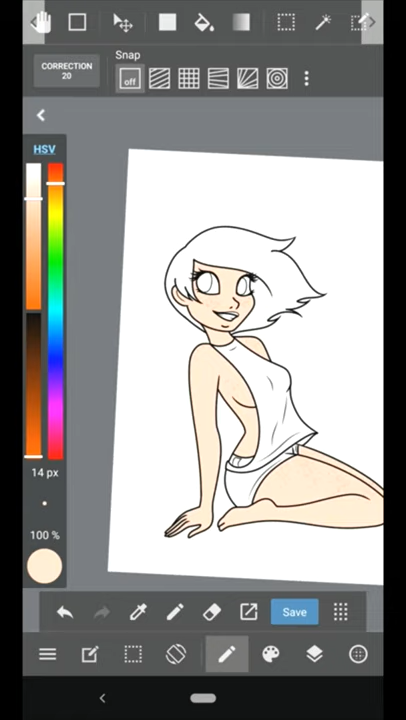 Snap
CORRECTION
20
off
HSV
14 px
100 %
Save